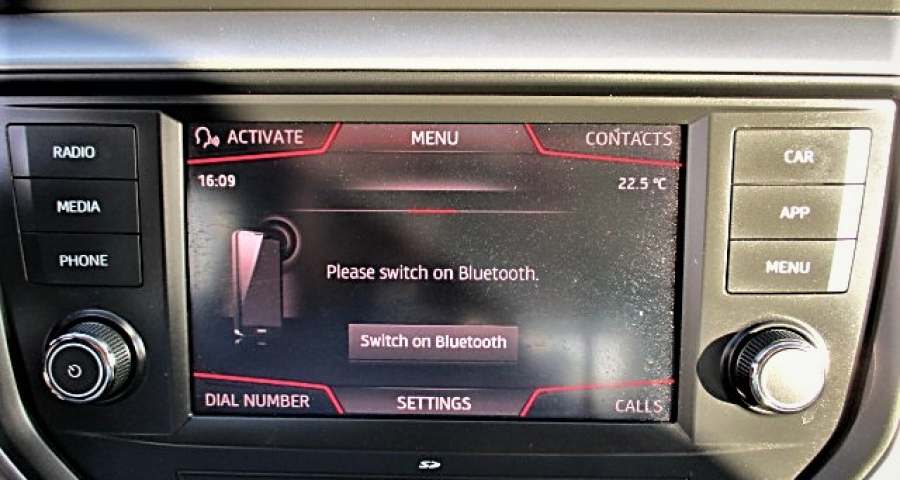 ACTIVATE
MENU
CONTACTS
RADIO
MEDIA
PHONE
16:09
22.5 °C
Please switch on Bluetooth.
Switch on Bluetooth
DIAL NUMBER
SETTINGS
CALLS
CAR
APP
MENU
SD